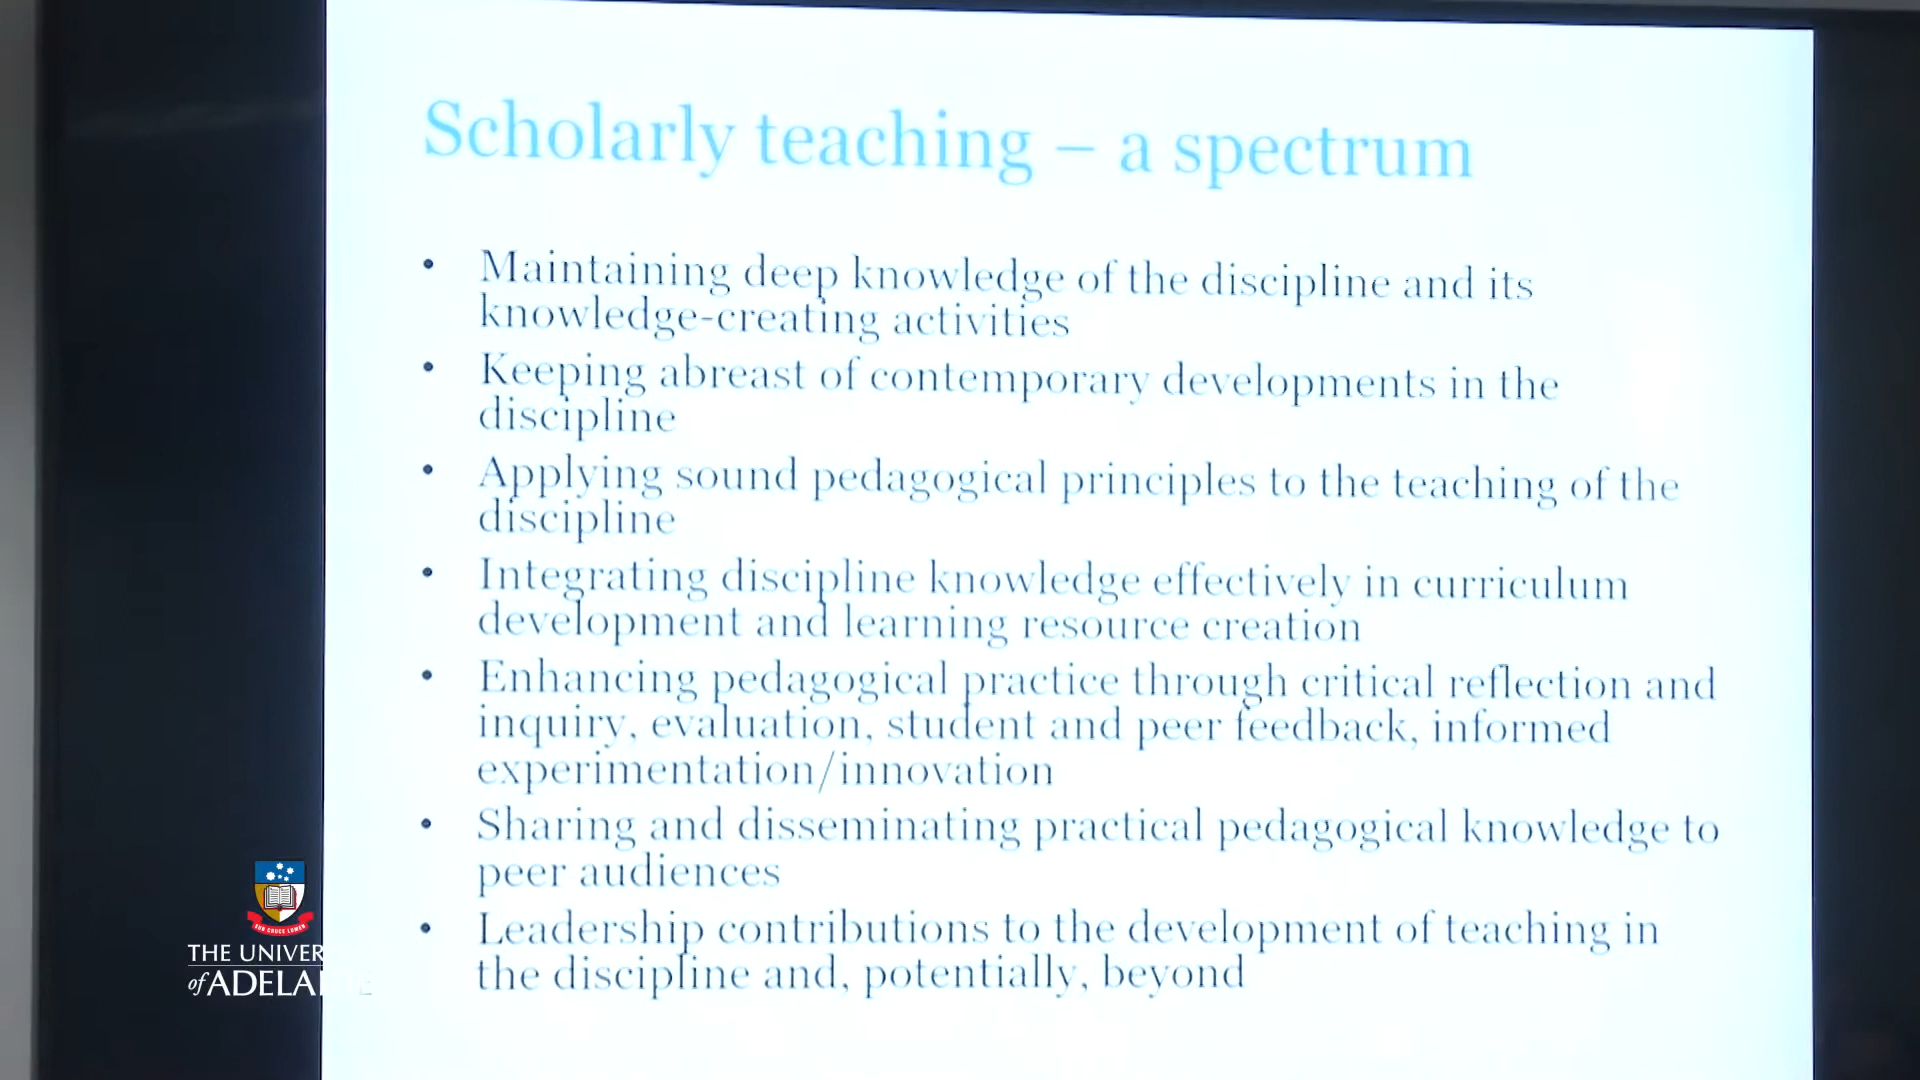 Scholarly teaching – a spectrum
• Maintaining deep knowledge of the discipline and its
knowledge-creating activities
• Keeping abreast of contemporary developments in the
discipline
• Applying sound pedagogical principles to the teaching of the
discipline
• Integrating discipline knowledge effectively in curriculum
development and learning resource creation
• Enhancing pedagogical practice through critical reflection and
inquiry, evaluation, student and peer feedback, informed
experimentation/innovation
• Sharing and disseminating practical pedagogical knowledge to
peer audiences
• Leadership contributions to the development of teaching in
the discipline and, potentially, beyond
SUB CRUCE LUMEN
THE UNIVER
of ADELAIDE